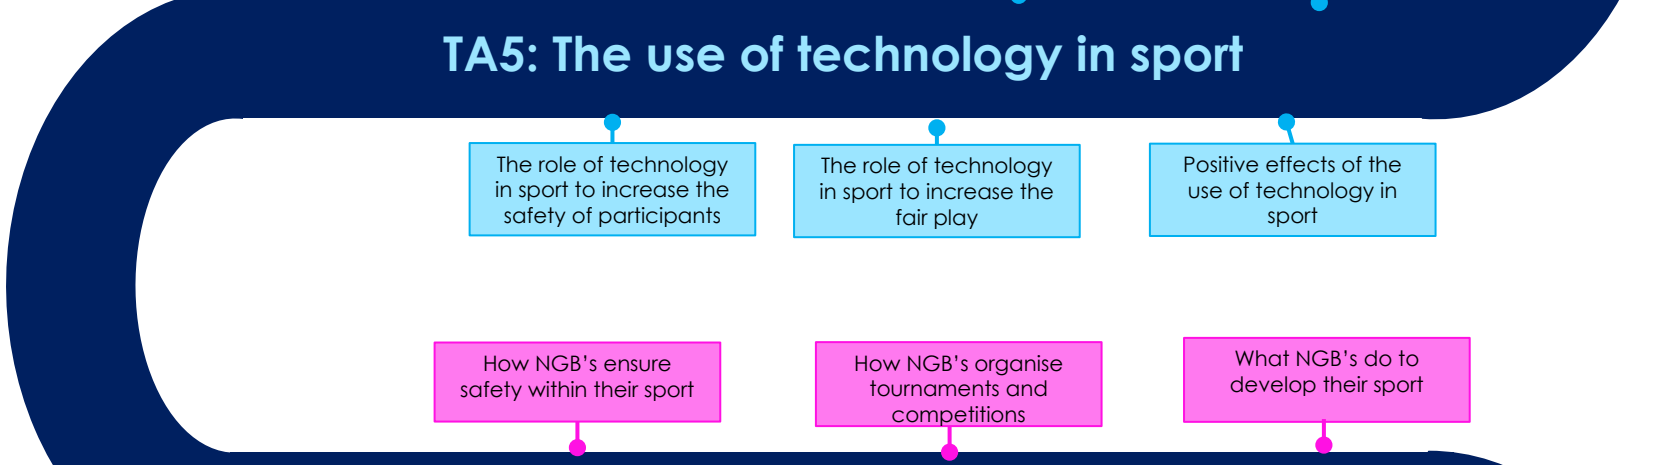 TA5: The use of technology in sport
The role of technology
in sport to increase the
safety of participants
The role of technology
in sport to increase the
fair play
Positive effects of the
use of technology in
sport
How NGB's ensure
safety within their sport
How NGB's organise
tournaments and
competitions
What NGB's do to
develop their sport